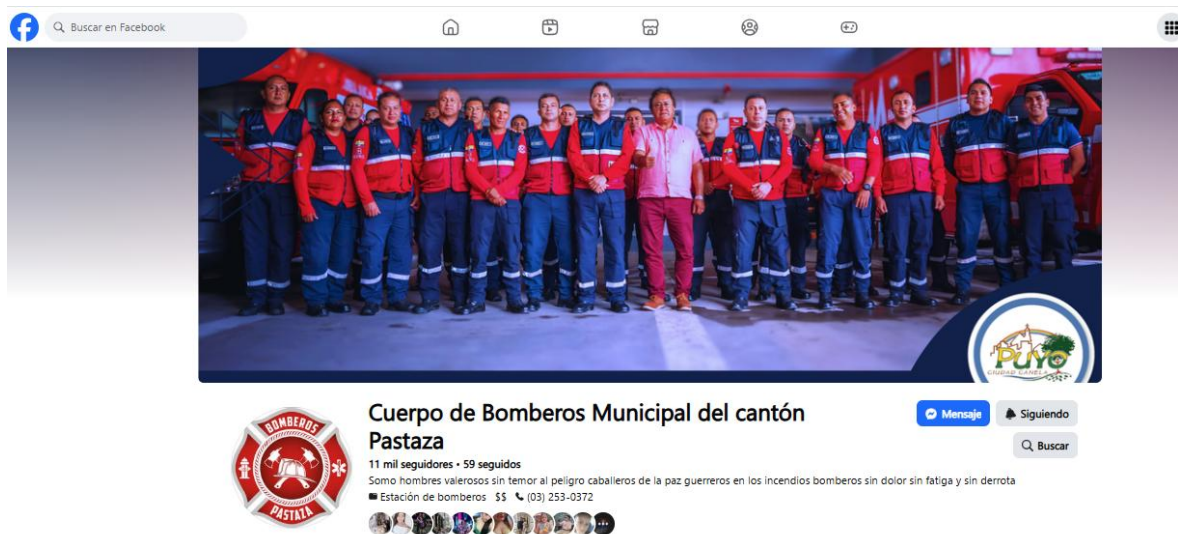 Buscar en Facebook
PUYO
CIUDAD CANELA
BOMBEROS
PASTAZA
Cuerpo de Bomberos Municipal del cantón
Pastaza
Mensaje
Siguiendo
Buscar
11 mil seguidores • 59 seguidos
Somo hombres valerosos sin temor al peligro caballeros de la paz guerreros en los incendios bomberos sin dolor sin fatiga y sin derrota
Estación de bomberos $$ (03) 253-0372